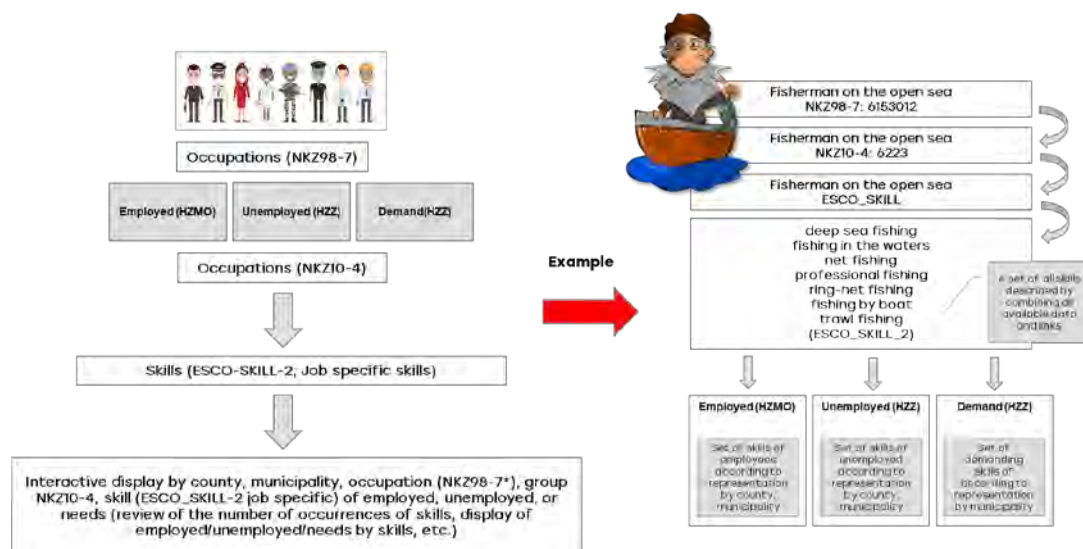 Occupations (NKZ98-7)
Employed (HZMO)
Unemployed (HZZ)
Demand(HZZ)
Occupations (NKZ10-4)
Skills (ESCO-SKILL-2; Job specific skills)
Interactive display by county, municipality, occupation (NKZ98-7*), group
NKZ10-4, skill (ESCO_SKILL-2 job specific) of employed, unemployed, or
needs (review of the number of occurrences of skills, display of
employed/unemployed/needs by skills, etc.)
Example
Fisherman on the open sea
NKZ98-7: 6153012
Fisherman on the open sea
NKZ10-4: 6223
Fisherman on the open sea
ESCO_SKILL
deep sea fishing
fishing in the waters
net fishing
professional fishing
ring-net fishing
fishing by boat
trawl fishing
(ESCO_SKILL_2)
set of all skills
described by
combining all
available data
and links
Employed (HZMO)
Set of skills of
employees
according to
representation
by county,
municipality
Unemployed (HZZ)
Set of skills of
unemployed
according to
representation
by county,
municipality
Demand (HZZ)
Set of
demanding
skills of
according to
representation
by municipality